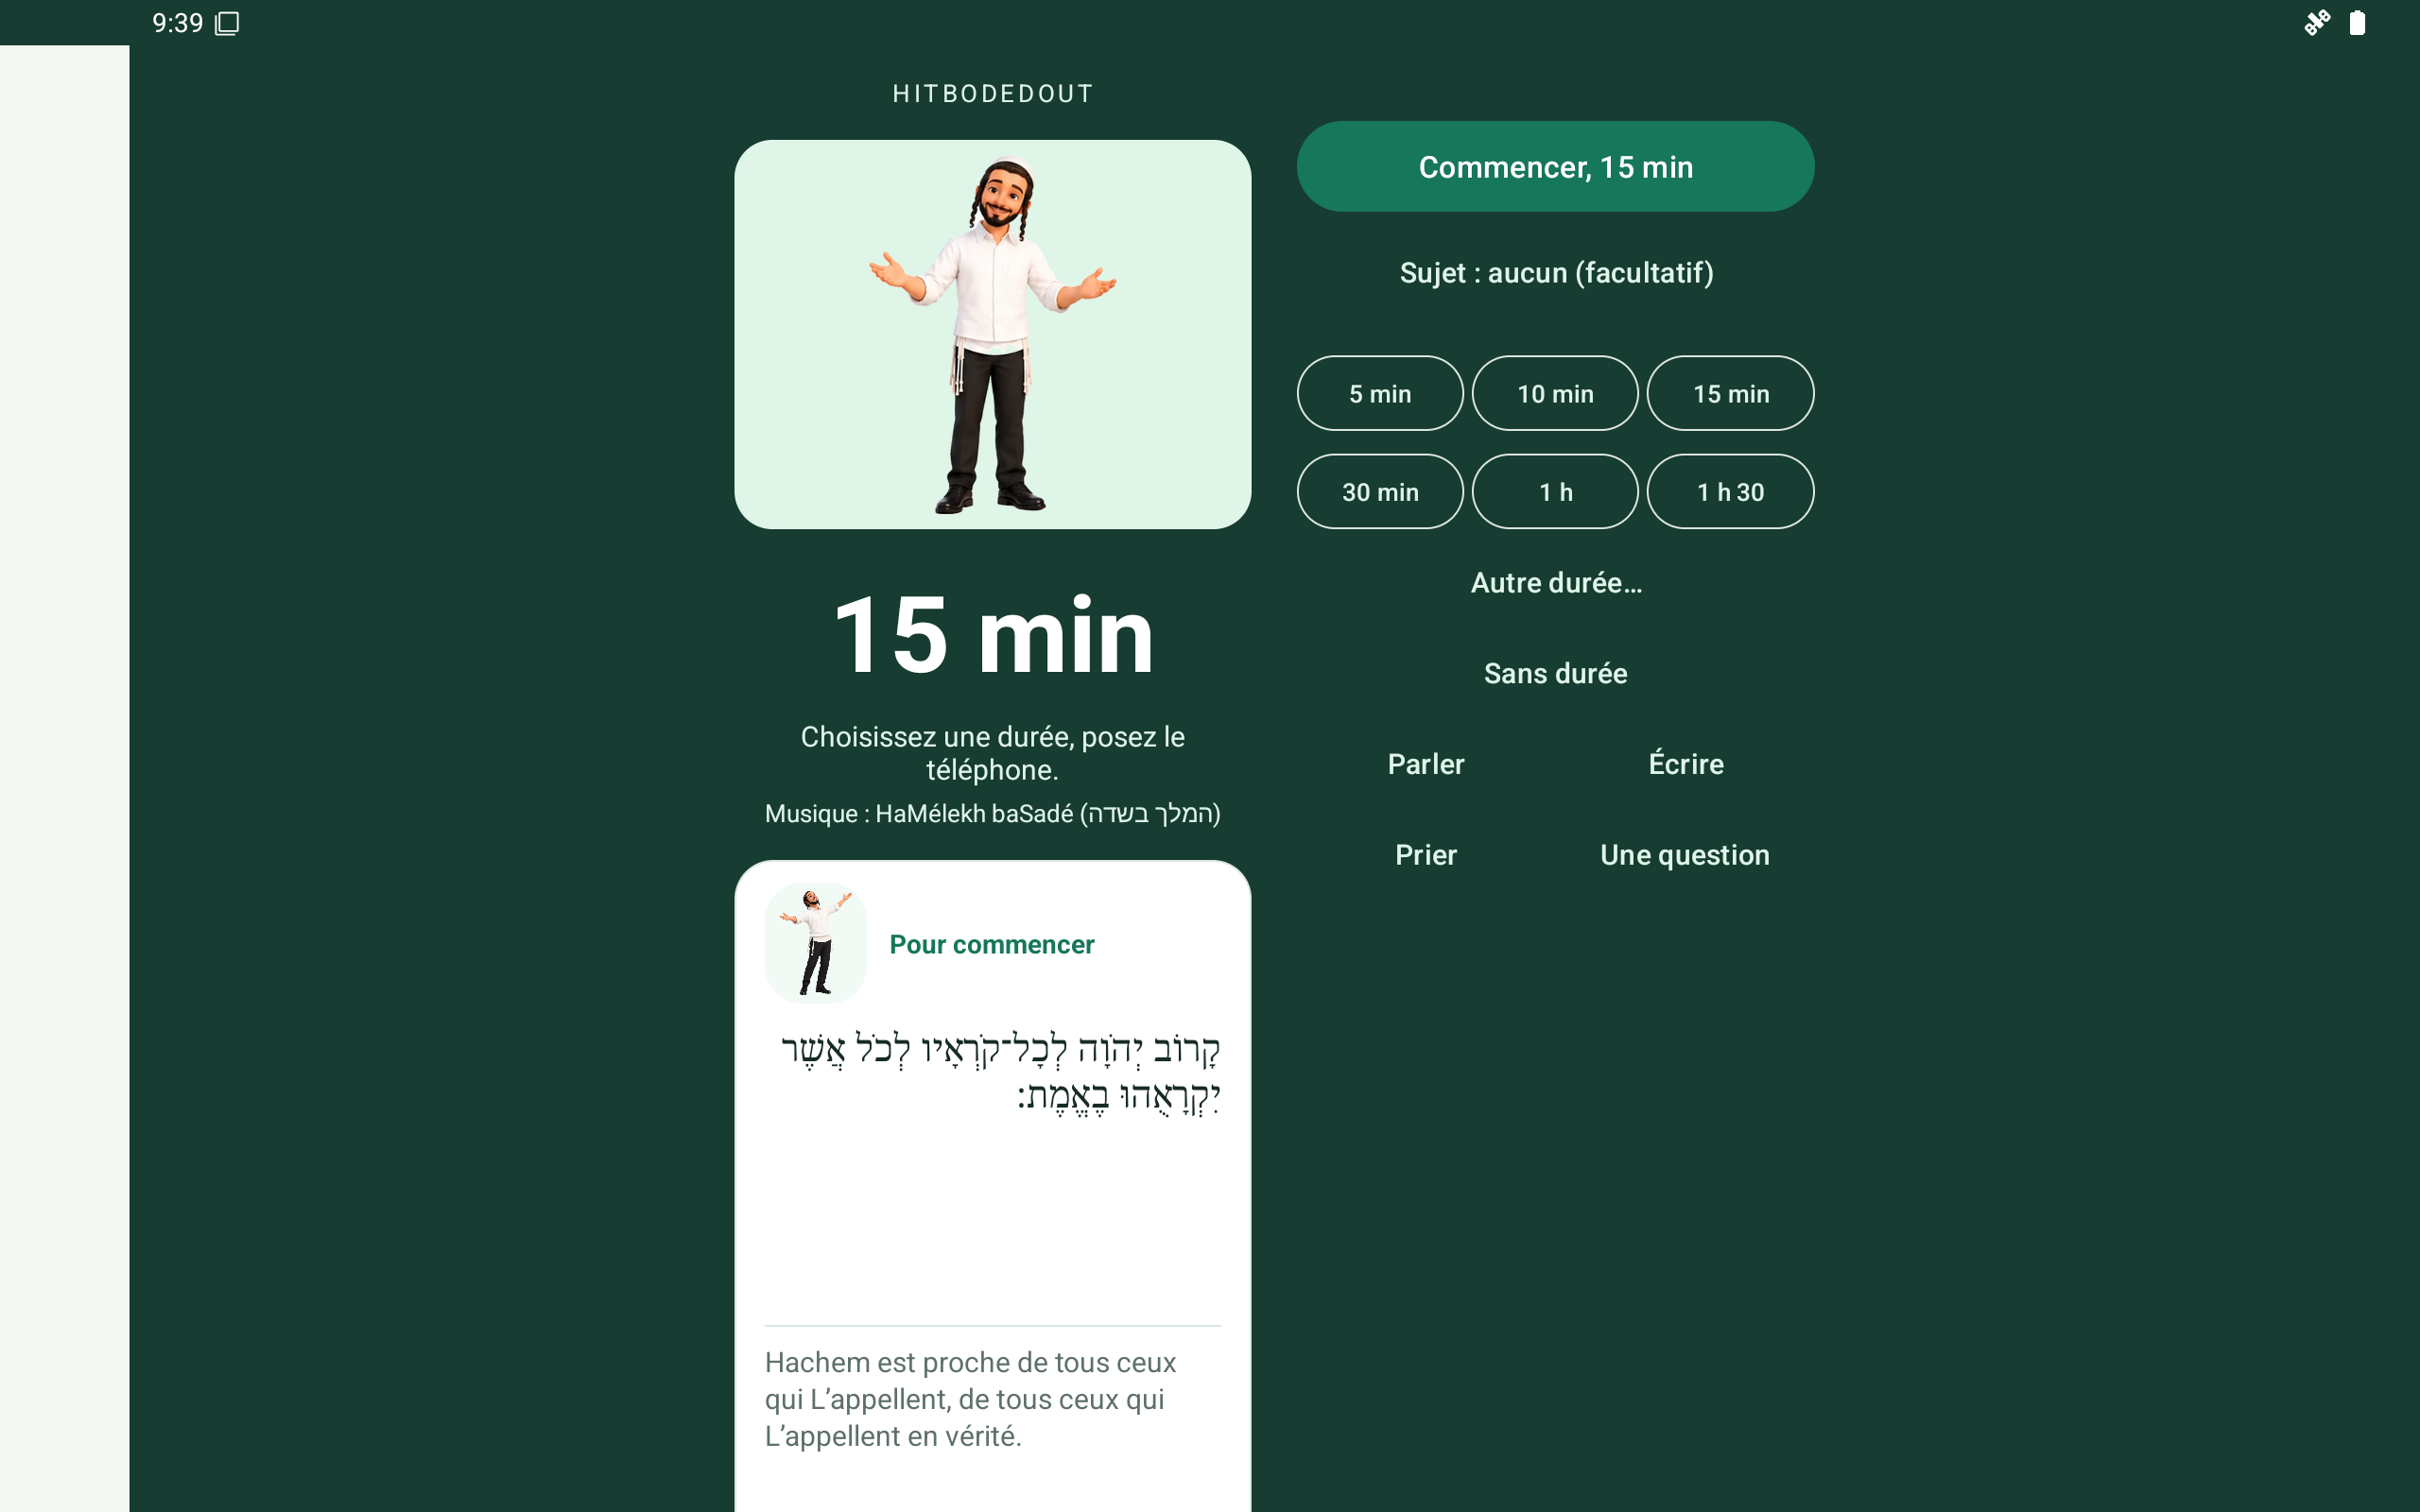 9:39
HITBODEDOUT
15 min
Choisissez une durée, posez le
téléphone.
Musique : HaMélekh baSadé (המלך בשדה)
Pour commencer
קָרוֹב יְהֹוָה לְכׇל־קֹרְאָיו לְכֹל אֲשֶׁר
יִקְרָאֻהוּ בֶאֱמֶת׃
Hachem est proche de tous ceux
qui L’appellent, de tous ceux qui
L’appellent en vérité.
Commencer, 15 min
Sujet : aucun (facultatif)
5 min 10 min 15 min
30 min 1 h 1 h 30
Autre durée…
Sans durée
Parler Écrire
Prier Une question